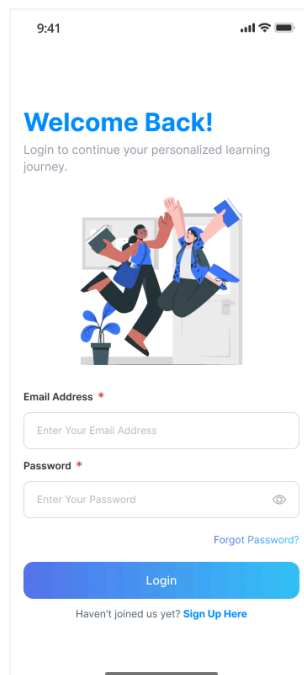 9:41
Welcome Back!
Login to continue your personalized learning
journey.
Email Address *
Enter Your Email Address
Password *
Enter Your Password
Forgot Password?
Login
Haven't joined us yet? Sign Up Here